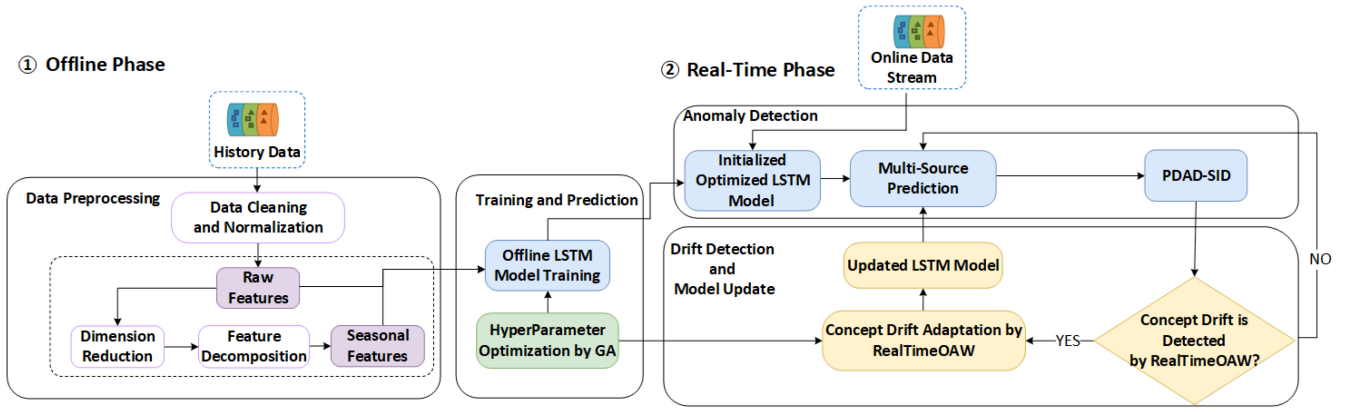 ① Offline Phase
History Data
Data Preprocessing
Data Cleaning
and Normalization
Raw
Features
Dimension
Reduction
Feature
Decomposition
Seasonal
Features
Training and Prediction
Offline LSTM
Model Training
HyperParameter
Optimization by GA
② Real-Time Phase
Online Data
Stream
Anomaly Detection
Initialized
Optimized LSTM
Model
Multi-Source
Prediction
PDAD-SID
Drift Detection
and
Model Update
Updated LSTM Model
Concept Drift Adaptation by
RealTimeOAW
YES
Concept Drift is
Detected
by RealTimeOAW?
NO